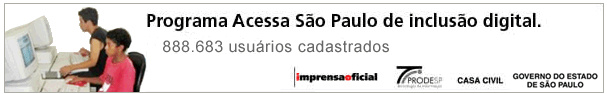 Programa Acessa São Paulo de inclusão digital.
888.683 usuários cadastrados
imprensaoficial
PRODESP
CASA CIVIL
GOVERNO DO ESTADO
DE SÃO PAULO